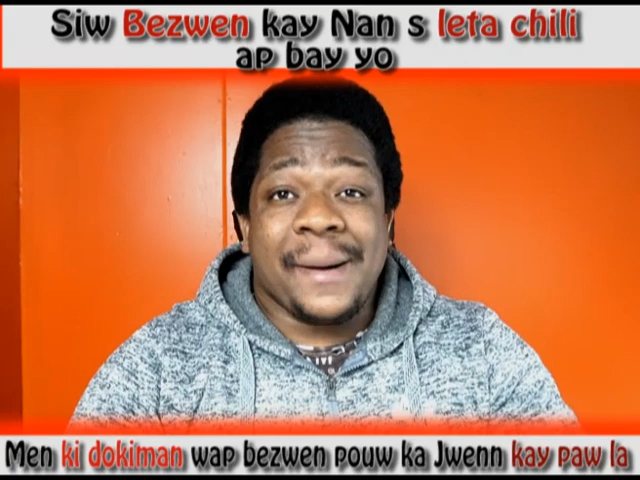 Siw Bezwen kay Nan s leta chili
ap bay yo
Men ki dokiman wap bezwen pouw ka Jwenn kay paw la